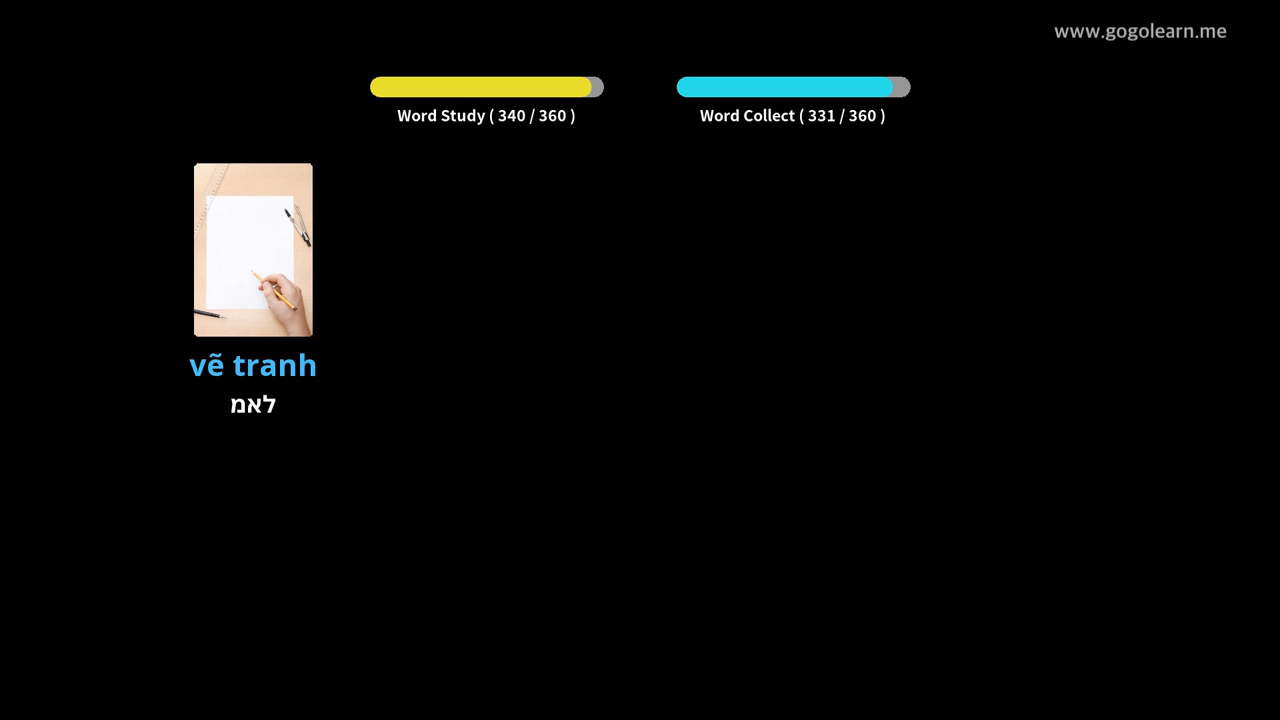 www.gogolearn.me
Word Study ( 340 / 360 )
Word Collect ( 331 / 360 )
vẽ tranh
לאמ